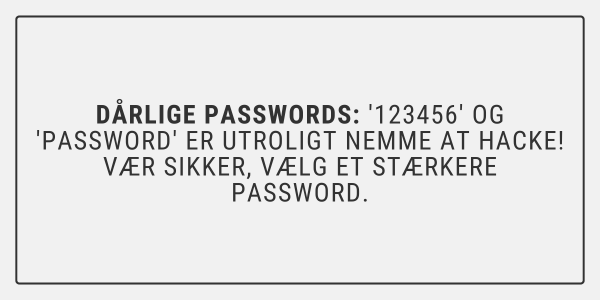 DÅRLIGE PASSWORDS: '123456' OG
'PASSWORD' ER UTROLIGT NEMME AT HACKE!
VÆR SIKKER, VÆLG ET STÆRKERE
PASSWORD.